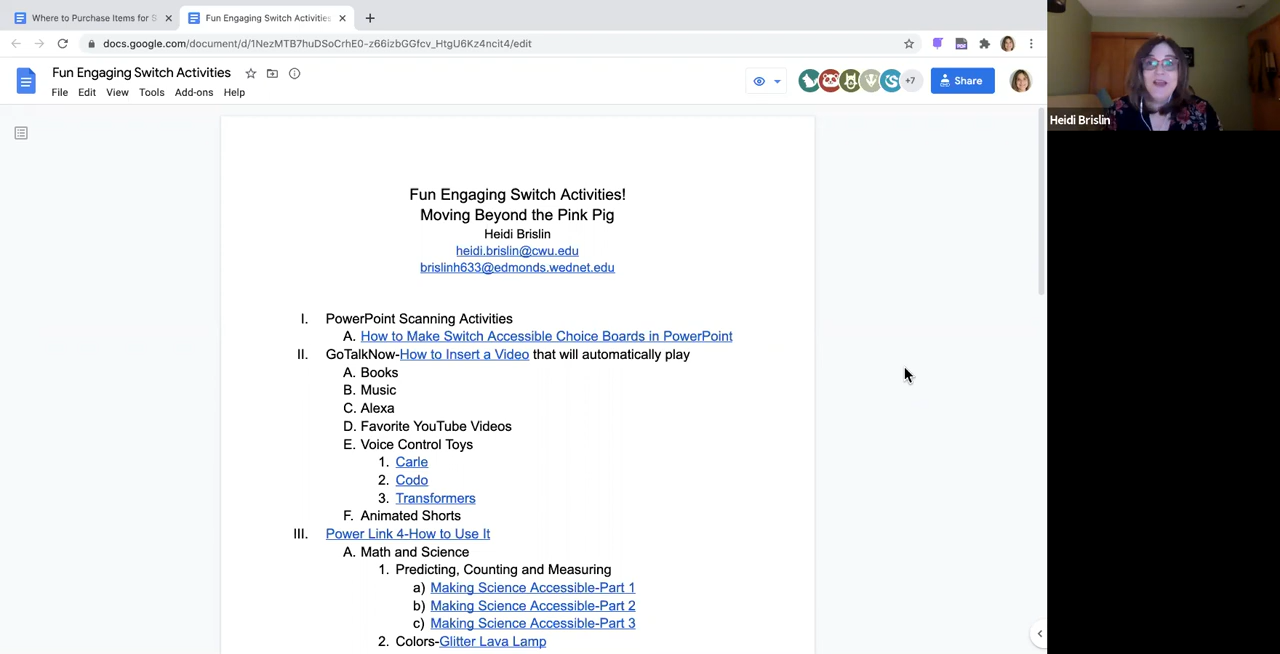 Where to Purchase Items for S
Fun Engaging Switch Activities
docs.google.com/document/d/1NezMTB7huDSoCrhE0-z66izbGGfcv_HtgU6Kz4ncit4/edit
PDF
Fun Engaging Switch Activities
File Edit View Tools Add-ons Help
+7
Share
Heidi Brislin
Fun Engaging Switch Activities!
Moving Beyond the Pink Pig
Heidi Brislin
heidi.brislin@cwu.edu
brislinh633@edmonds.wednet.edu
I. PowerPoint Scanning Activities
A. How to Make Switch Accessible Choice Boards in PowerPoint
II. GoTalkNow-How to Insert a Video that will automatically play
A. Books
B. Music
C. Alexa
D. Favorite YouTube Videos
E. Voice Control Toys
1. Carle
2. Codo
3. Transformers
F. Animated Shorts
III. Power Link 4-How to Use It
A. Math and Science
1. Predicting, Counting and Measuring
a) Making Science Accessible-Part 1
b) Making Science Accessible-Part 2
c) Making Science Accessible-Part 3
2. Colors-Glitter Lava Lamp